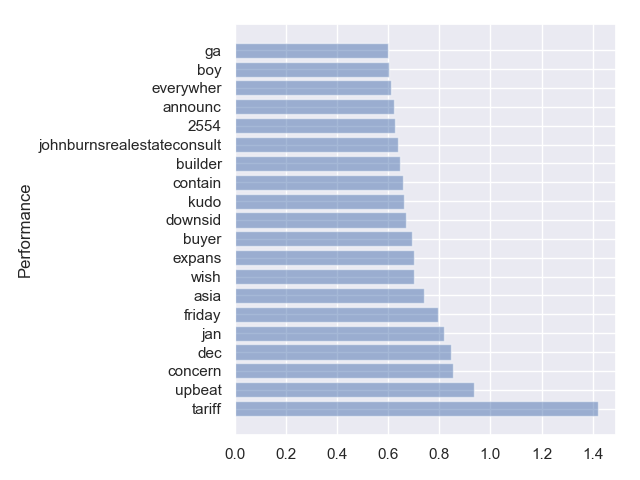 ga
boy
everywher
announc
2554
johnburnsrealestateconsult
builder
contain
kudo
downsid
buyer
expans
wish
asia
friday
jan
dec
concern
upbeat
tariff
Performance
0.0 0.2 0.4 0.6 0.8 1.0 1.2 1.4